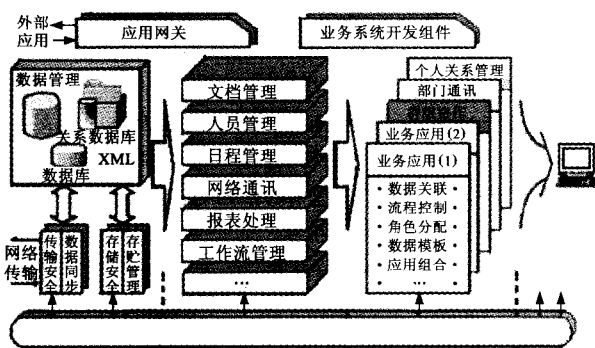 外部
应用
应用网关
业务系统开发组件
数据管理
关系数据库
XML
数据库
文档管理
人员管理
日程管理
网络通讯
报表处理
工作流管理
...
个人关系管理
部门通讯
业务应用(2)
业务应用(1)
· 数据关联 ·
· 流程控制 ·
· 角色分配 ·
· 数据模板 ·
· 应用组合 ·
· ... ·
网络
传输
传输安全
数据同步
存储安全
存贮管理